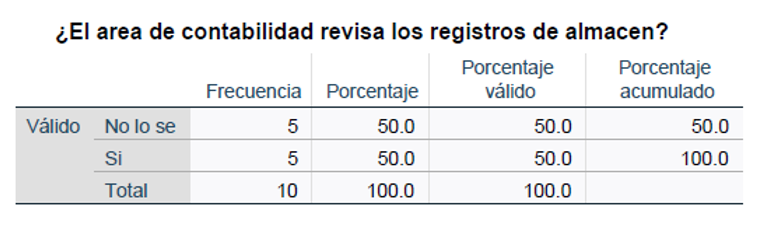 ¿El area de contabilidad revisa los registros de almacen?
Frecuencia Porcentaje Porcentaje válido Porcentaje acumulado
Válido No lo se 5 50.0 50.0 50.0
Si 5 50.0 50.0 100.0
Total 10 100.0 100.0